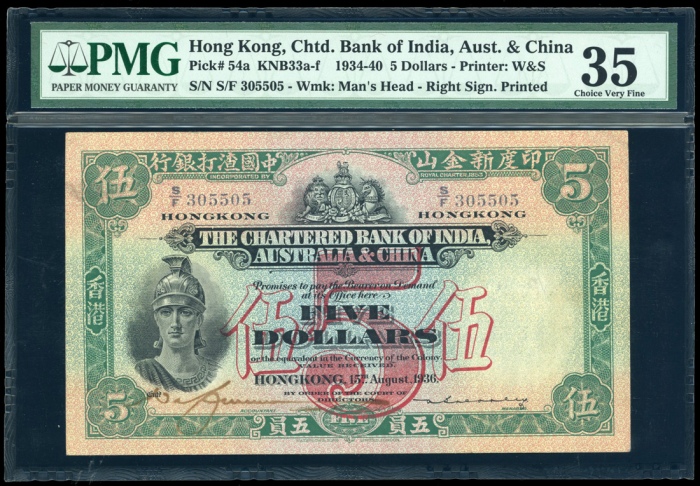 PMG
PAPER MONEY GUARANTY
Hong Kong, Chtd. Bank of India, Aust. & China
Pick# 54a KNB33a-f 1934-40 5 Dollars - Printer: W&S
S/N S/F 305505 - Wmk: Man's Head - Right Sign. Printed
35
Choice Very Fine
行銀打渣國中 山金新度印
INCORPORATED BY ROYAL CHARTER 1853
伍 5
S/F 305505 S/F 305505
HONGKONG HONGKONG
THE CHARTERED BANK OF INDIA,
AUSTRALIA & CHINA
Promises to pay the Bearer on Demand
at its Office here
香港 香港
FIVE
伍 5 伍
DOLLARS
or the equivalent in the Currency of the Colony
VALUE RECEIVED
HONGKONG, 15TH August, 1936.
BY ORDER OF THE COURT OF
DIRECTORS
5 伍
員五 FIVE 員五